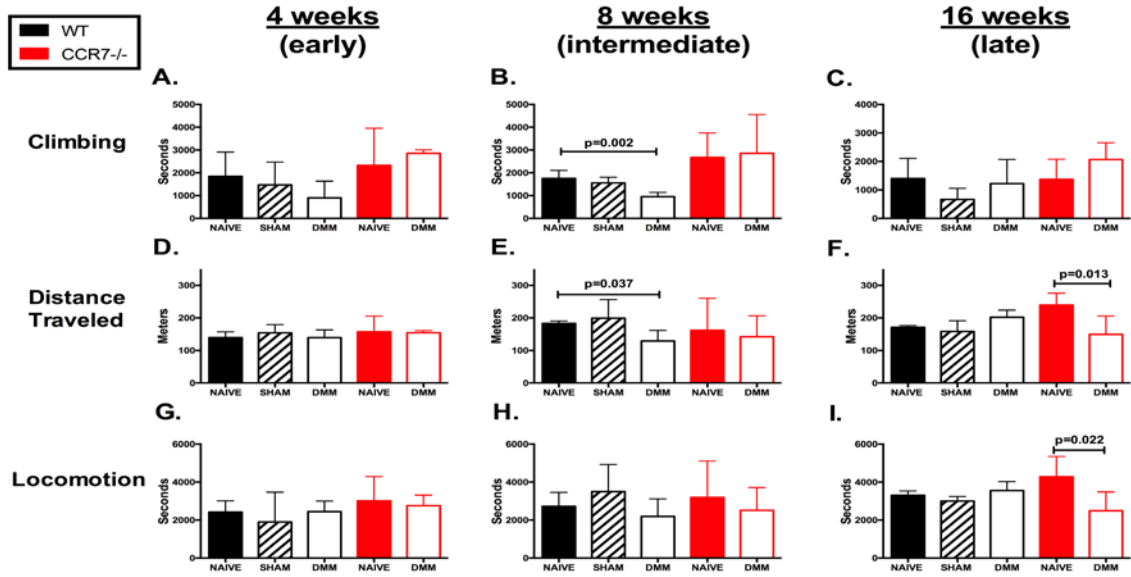 WT
CCR7-/-
4 weeks
(early)
8 weeks
(intermediate)
16 weeks
(late)
Climbing
A.
Seconds
5000
4000
3000
2000
1000
0
NAIVE SHAM DMM NAIVE DMM
B.
Seconds
5000
4000
3000
2000
1000
0
p=0.002
NAIVE SHAM DMM NAIVE DMM
C.
Seconds
4000
3000
2000
1000
0
NAIVE SHAM DMM NAIVE DMM
Distance
Traveled
D.
Meters
300
200
100
0
NAIVE SHAM DMM NAIVE DMM
E.
Meters
300
200
100
0
p=0.037
NAIVE SHAM DMM NAIVE DMM
F.
Meters
300
200
100
0
p=0.013
NAIVE SHAM DMM NAIVE DMM
Locomotion
G.
Seconds
6000
4000
2000
0
NAIVE SHAM DMM NAIVE DMM
H.
Seconds
6000
4000
2000
0
NAIVE SHAM DMM NAIVE DMM
I.
Seconds
6000
4000
2000
0
p=0.022
NAIVE SHAM DMM NAIVE DMM